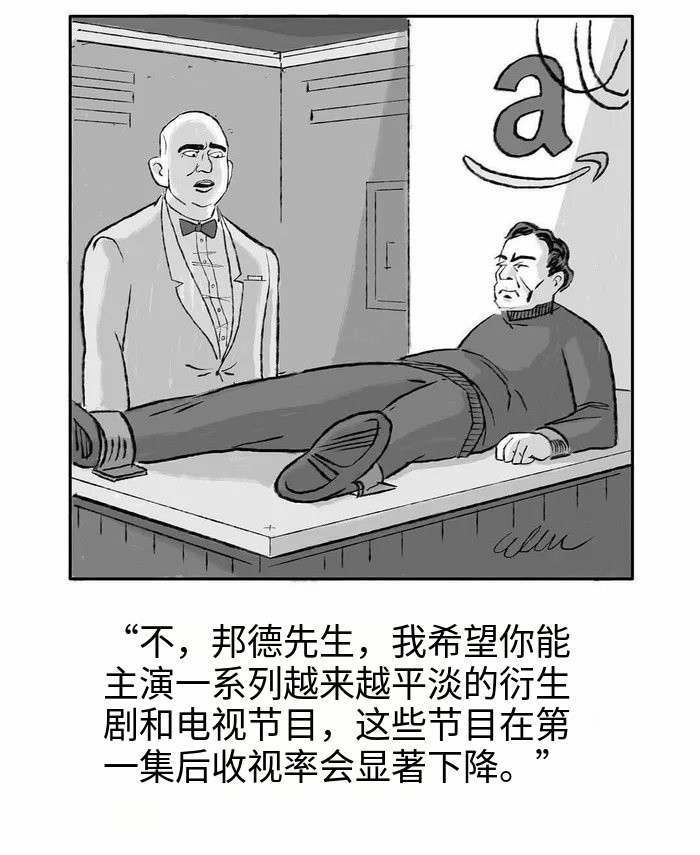 a
“不，邦德先生，我希望你能
主演一系列越来越平淡的衍生
剧和电视节目，这些节目在第
一集后收视率会显著下降。”